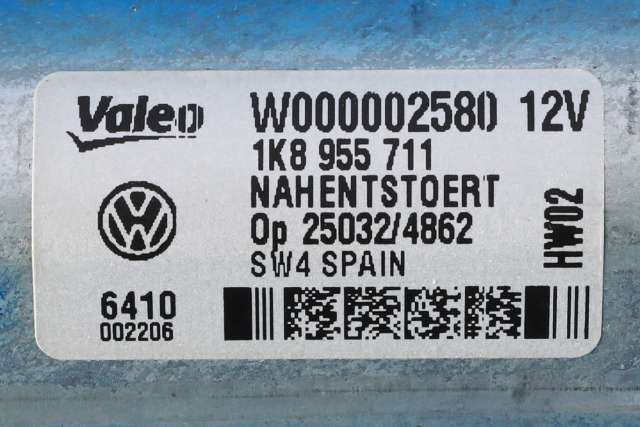 Valeo W000002580 12V
1K8 955 711
NAHENTSTOERT
Op 25032/4862
SW4 SPAIN
HW02
6410
002206